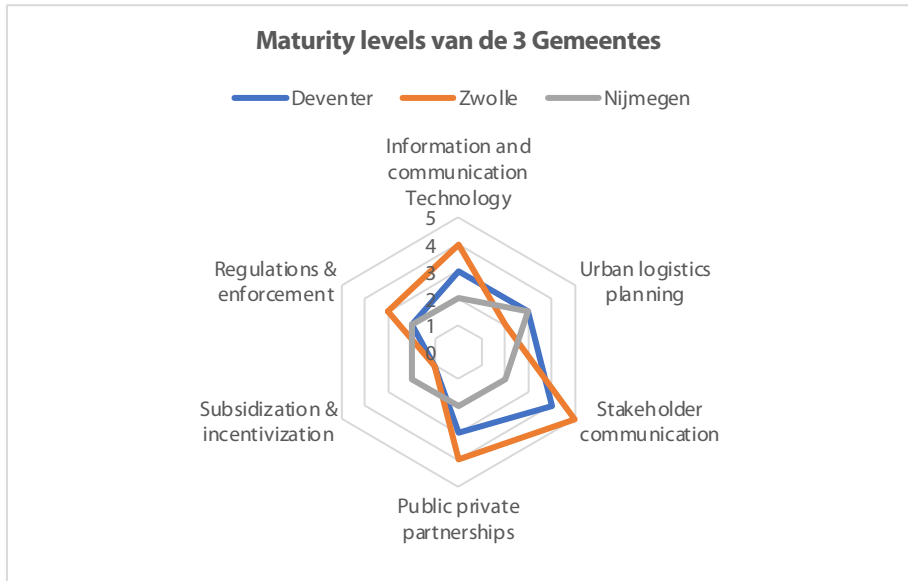 Maturity levels van de 3 Gemeentes
Deventer Zwolle Nijmegen
Information and
communication
Technology
5
4
3
2
1
0
Urban logistics
planning
Stakeholder
communication
Public private
partnerships
Subsidization &
incentivization
Regulations &
enforcement